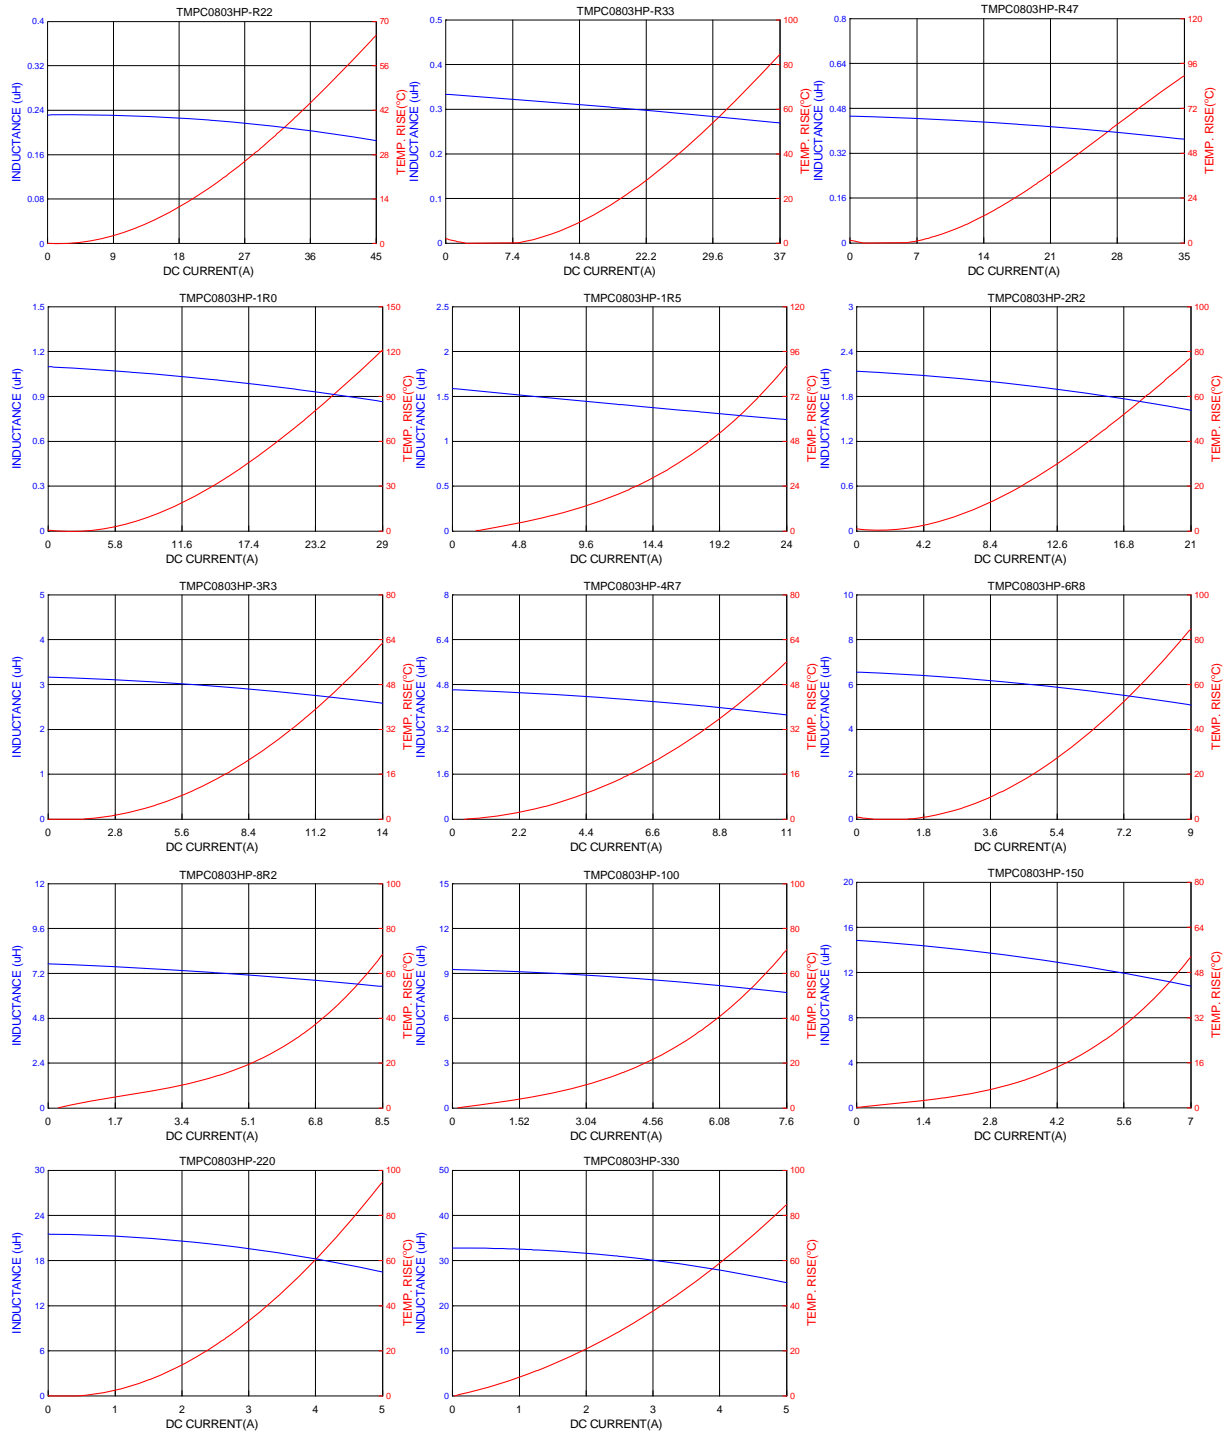 TMPC0803HP-R22
INDUCTANCE (uH)
0.4
0.32
0.24
0.16
0.08
0
70
56
42
28
14
0
TEMP. RISE(°C)
0 9 18 27 36 45
DC CURRENT(A)
TMPC0803HP-R33
INDUCTANCE (uH)
0.5
0.4
0.3
0.2
0.1
0
100
80
60
40
20
0
TEMP. RISE(°C)
0 7.4 14.8 22.2 29.6 37
DC CURRENT(A)
TMPC0803HP-R47
INDUCTANCE (uH)
0.8
0.64
0.48
0.32
0.16
0
120
96
72
48
24
0
TEMP. RISE(°C)
0 7 14 21 28 35
DC CURRENT(A)
TMPC0803HP-1R0
INDUCTANCE (uH)
1.5
1.2
0.9
0.6
0.3
0
150
120
90
60
30
0
TEMP. RISE(°C)
0 5.8 11.6 17.4 23.2 29
DC CURRENT(A)
TMPC0803HP-1R5
INDUCTANCE (uH)
2.5
2
1.5
1
0.5
0
120
96
72
48
24
0
TEMP. RISE(°C)
0 4.8 9.6 14.4 19.2 24
DC CURRENT(A)
TMPC0803HP-2R2
INDUCTANCE (uH)
3
2.4
1.8
1.2
0.6
0
100
80
60
40
20
0
TEMP. RISE(°C)
0 4.2 8.4 12.6 16.8 21
DC CURRENT(A)
TMPC0803HP-3R3
INDUCTANCE (uH)
5
4
3
2
1
0
80
64
48
32
16
0
TEMP. RISE(°C)
0 2.8 5.6 8.4 11.2 14
DC CURRENT(A)
TMPC0803HP-4R7
INDUCTANCE (uH)
8
6.4
4.8
3.2
1.6
0
80
64
48
32
16
0
TEMP. RISE(°C)
0 2.2 4.4 6.6 8.8 11
DC CURRENT(A)
TMPC0803HP-6R8
INDUCTANCE (uH)
10
8
6
4
2
0
100
80
60
40
20
0
TEMP. RISE(°C)
0 1.8 3.6 5.4 7.2 9
DC CURRENT(A)
TMPC0803HP-8R2
INDUCTANCE (uH)
12
9.6
7.2
4.8
2.4
0
100
80
60
40
20
0
TEMP. RISE(°C)
0 1.7 3.4 5.1 6.8 8.5
DC CURRENT(A)
TMPC0803HP-100
INDUCTANCE (uH)
15
12
9
6
3
0
100
80
60
40
20
0
TEMP. RISE(°C)
0 1.52 3.04 4.56 6.08 7.6
DC CURRENT(A)
TMPC0803HP-150
INDUCTANCE (uH)
20
16
12
8
4
0
80
64
48
32
16
0
TEMP. RISE(°C)
0 1.4 2.8 4.2 5.6 7
DC CURRENT(A)
TMPC0803HP-220
INDUCTANCE (uH)
30
24
18
12
6
0
100
80
60
40
20
0
TEMP. RISE(°C)
0 1 2 3 4 5
DC CURRENT(A)
TMPC0803HP-330
INDUCTANCE (uH)
50
40
30
20
10
0
100
80
60
40
20
0
TEMP. RISE(°C)
0 1 2 3 4 5
DC CURRENT(A)